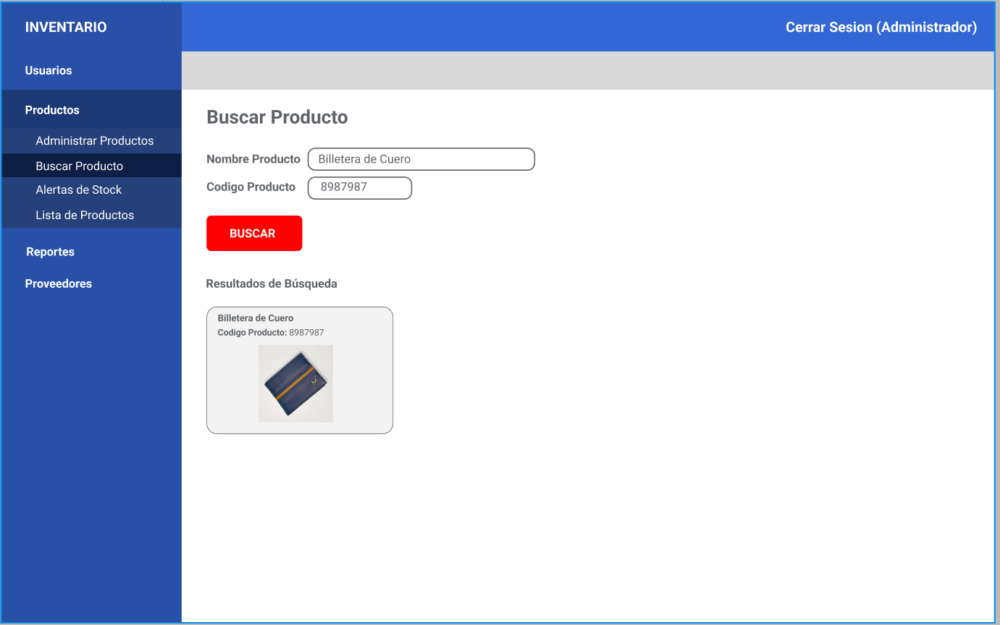 INVENTARIO
Cerrar Sesion (Administrador)
Usuarios
Productos
Administrar Productos
Buscar Producto
Alertas de Stock
Lista de Productos
Reportes
Proveedores
Buscar Producto
Nombre Producto Billetera de Cuero
Codigo Producto 8987987
BUSCAR
Resultados de Búsqueda
Billetera de Cuero
Codigo Producto: 8987987
M